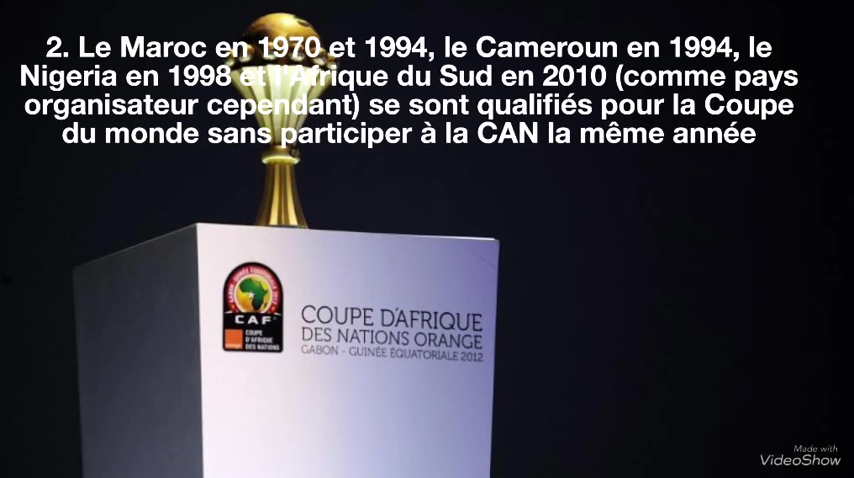 2. Le Maroc en 1970 et 1994, le Cameroun en 1994, le
Nigeria en 1998 et l'Afrique du Sud en 2010 (comme pays
organisateur cependant) se sont qualifiés pour la Coupe
du monde sans participer à la CAN la même année
CAF
orange
COUPE
D'AFRIQUE
DES NATIONS
COUPE D'AFRIQUE
DES NATIONS ORANGE
GABON - GUINÉE ÉQUATORIALE 2012
Made with
VideoShow